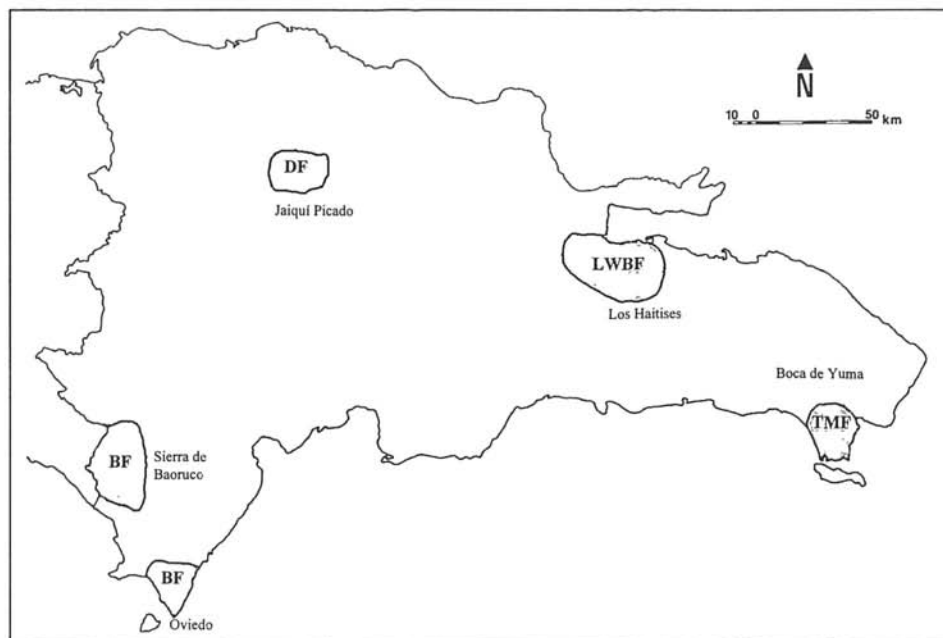 N
10 0 50 km
DF
Jaiquí Picado
LWBF
Los Haitises
Boca de Yuma
TMF
BF
Sierra de
Baoruco
BF
Oviedo